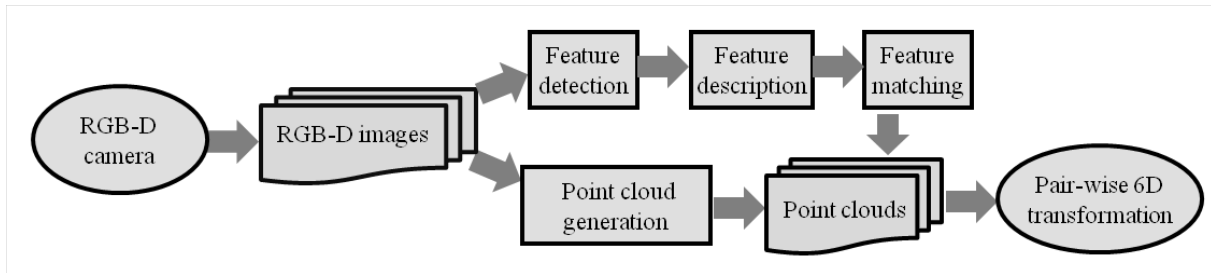 RGB-D
camera
RGB-D images
Feature
detection
Feature
description
Feature
matching
Point cloud
generation
Point clouds
Pair-wise 6D
transformation